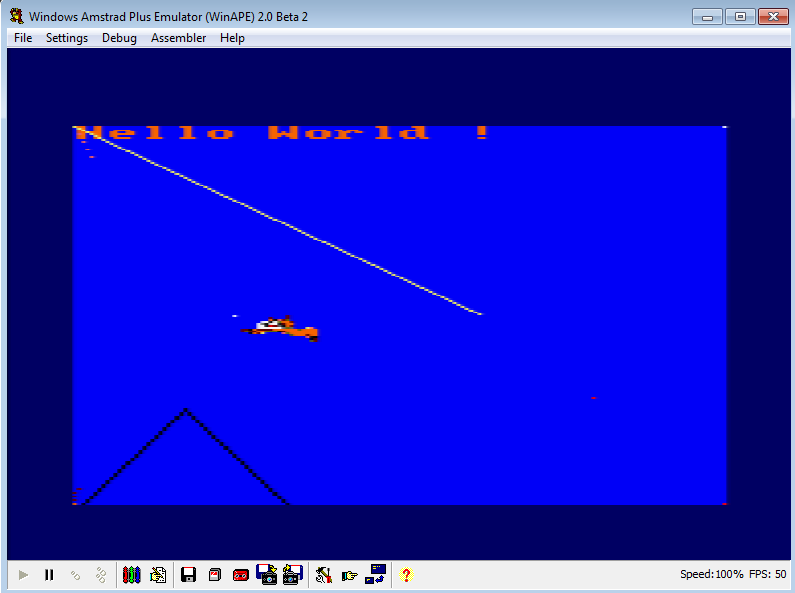 Windows Amstrad Plus Emulator (WinAPE) 2.0 Beta 2
File Settings Debug Assembler Help
Hello World !
Speed:100% FPS: 50